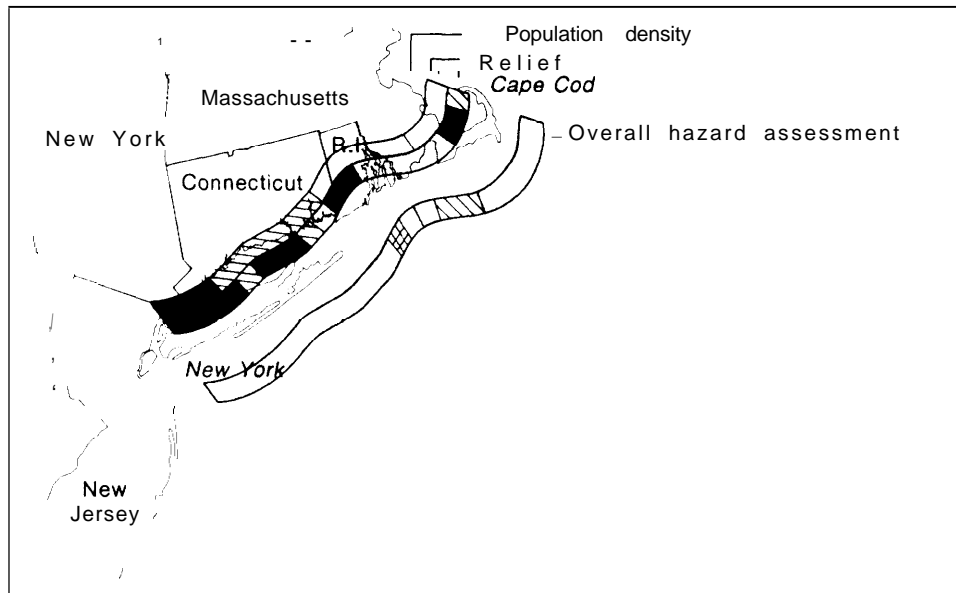 Population density
Relief
Cape Cod
Massachusetts
New York
R.I.
Overall hazard assessment
Connecticut
New York
New
Jersey